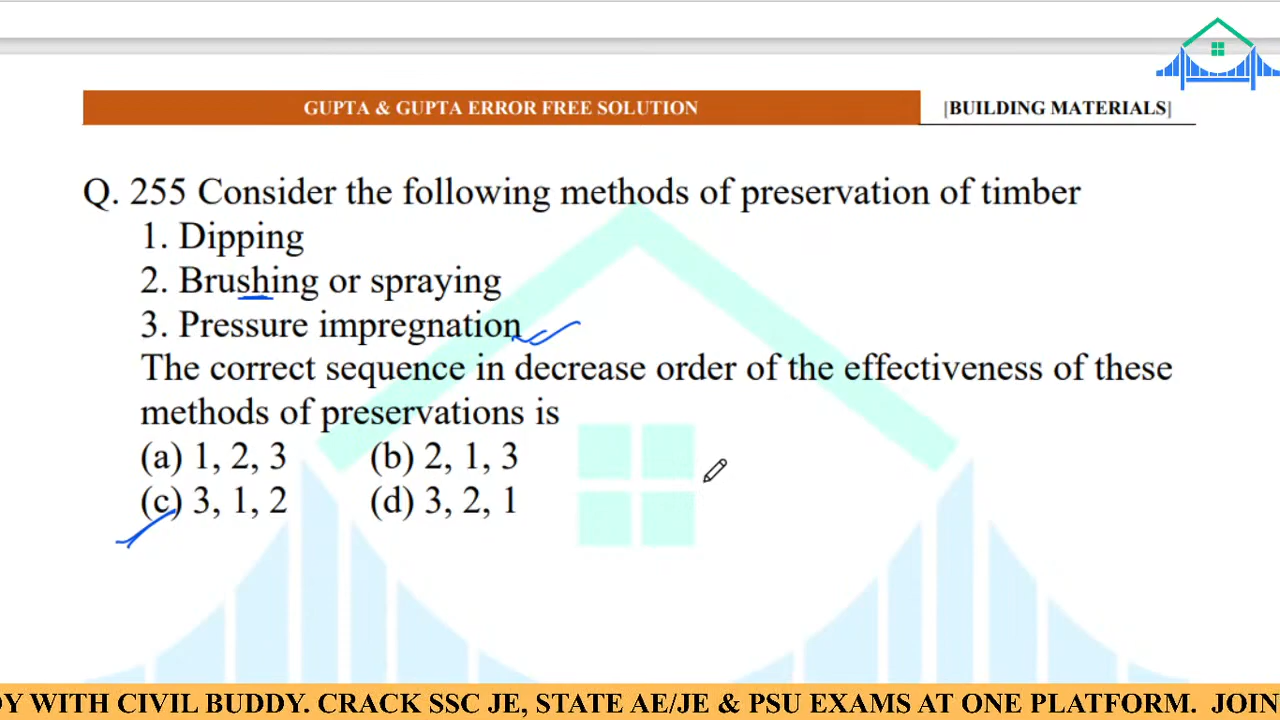 GUPTA & GUPTA ERROR FREE SOLUTION
|BUILDING MATERIALS|
Q. 255 Consider the following methods of preservation of timber
1. Dipping
2. Brushing or spraying
3. Pressure impregnation
The correct sequence in decrease order of the effectiveness of these
methods of preservations is
(a) 1, 2, 3 (b) 2, 1, 3
(c) 3, 1, 2 (d) 3, 2, 1
DY WITH CIVIL BUDDY. CRACK SSC JE, STATE AE/JE & PSU EXAMS AT ONE PLATFORM. JOIN